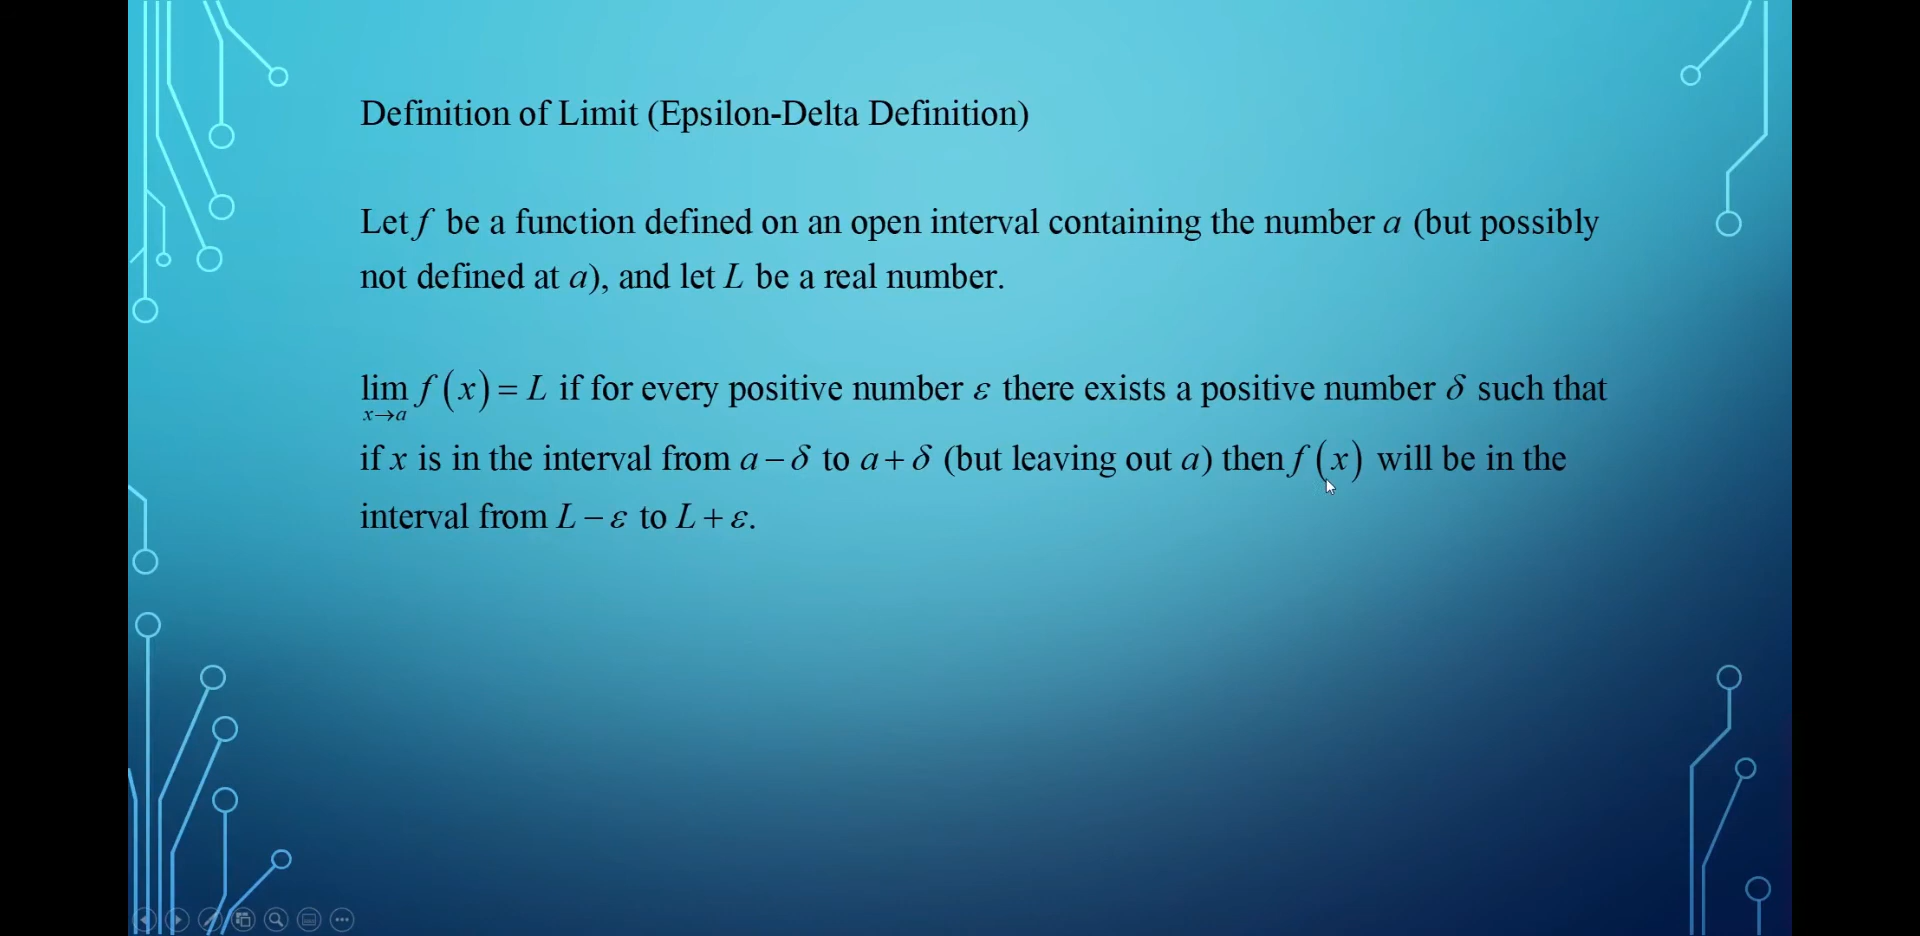 Definition of Limit (Epsilon-Delta Definition)
Let f be a function defined on an open interval containing the number a (but possibly
not defined at a), and let L be a real number.
lim f(x) = L if for every positive number ε there exists a positive number δ such that
x→a
if x is in the interval from a − δ to a + δ (but leaving out a) then f(x) will be in the
interval from L − ε to L + ε.